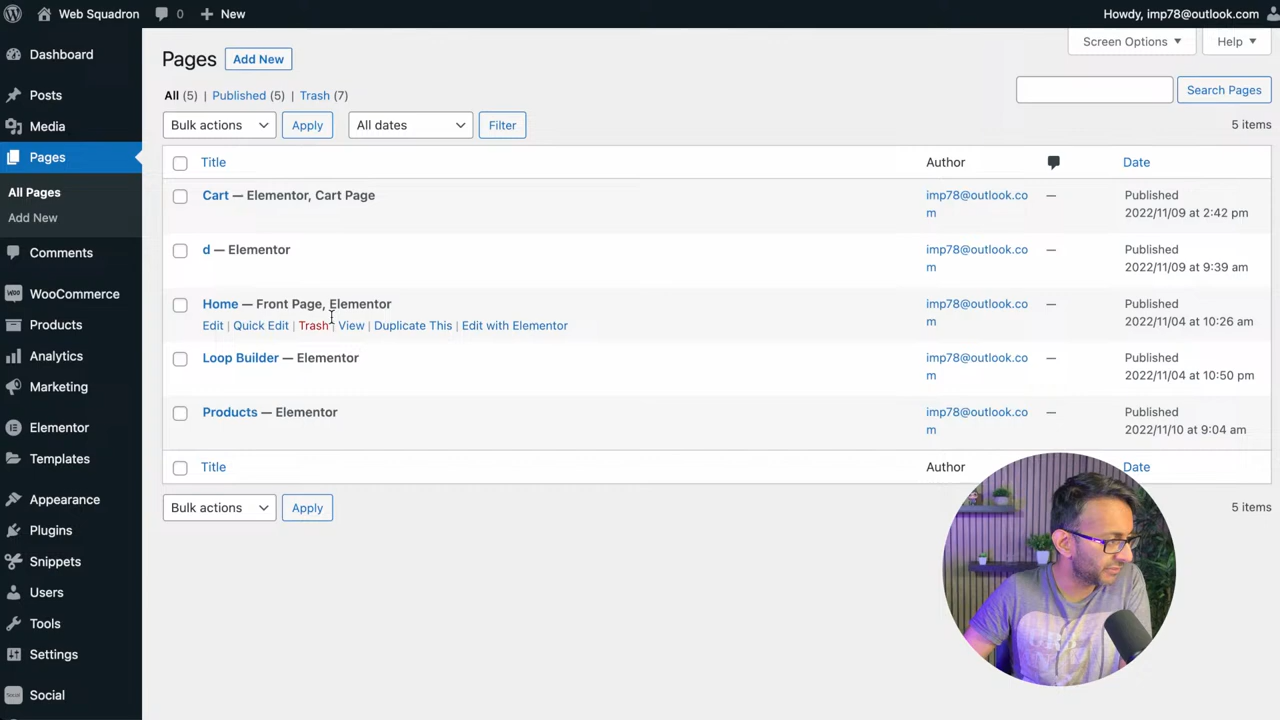 Web Squadron 0 New Howdy, imp78@outlook.com
Dashboard
Posts
Media
Pages
All Pages
Add New
Comments
WooCommerce
Products
Analytics
Marketing
Elementor
Templates
Appearance
Plugins
Snippets
Users
Tools
Settings
Social
Screen Options Help
Pages Add New
All (5) | Published (5) | Trash (7)
Search Pages
Bulk actions Apply All dates Filter
5 items
Title Author Date
Cart — Elementor, Cart Page imp78@outlook.co — Published
m 2022/11/09 at 2:42 pm
d — Elementor imp78@outlook.co — Published
m 2022/11/09 at 9:39 am
Home — Front Page, Elementor imp78@outlook.co — Published
Edit | Quick Edit | Trash | View | Duplicate This | Edit with Elementor m 2022/11/04 at 10:26 am
Loop Builder — Elementor imp78@outlook.co — Published
m 2022/11/04 at 10:50 pm
Products — Elementor imp78@outlook.co — Published
m 2022/11/10 at 9:04 am
Title Author Date
Bulk actions Apply 5 items